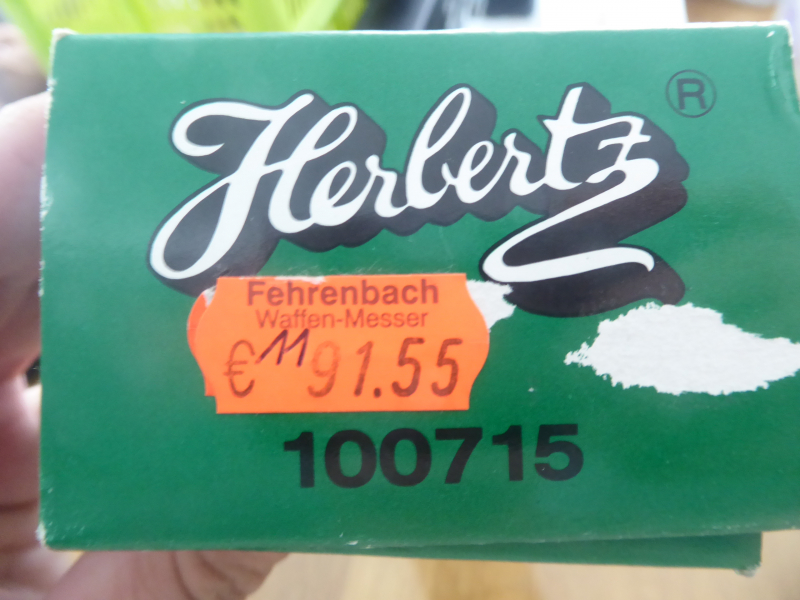 Herbertz ®
Fehrenbach
Waffen-Messer
€ 11 91.55
100715